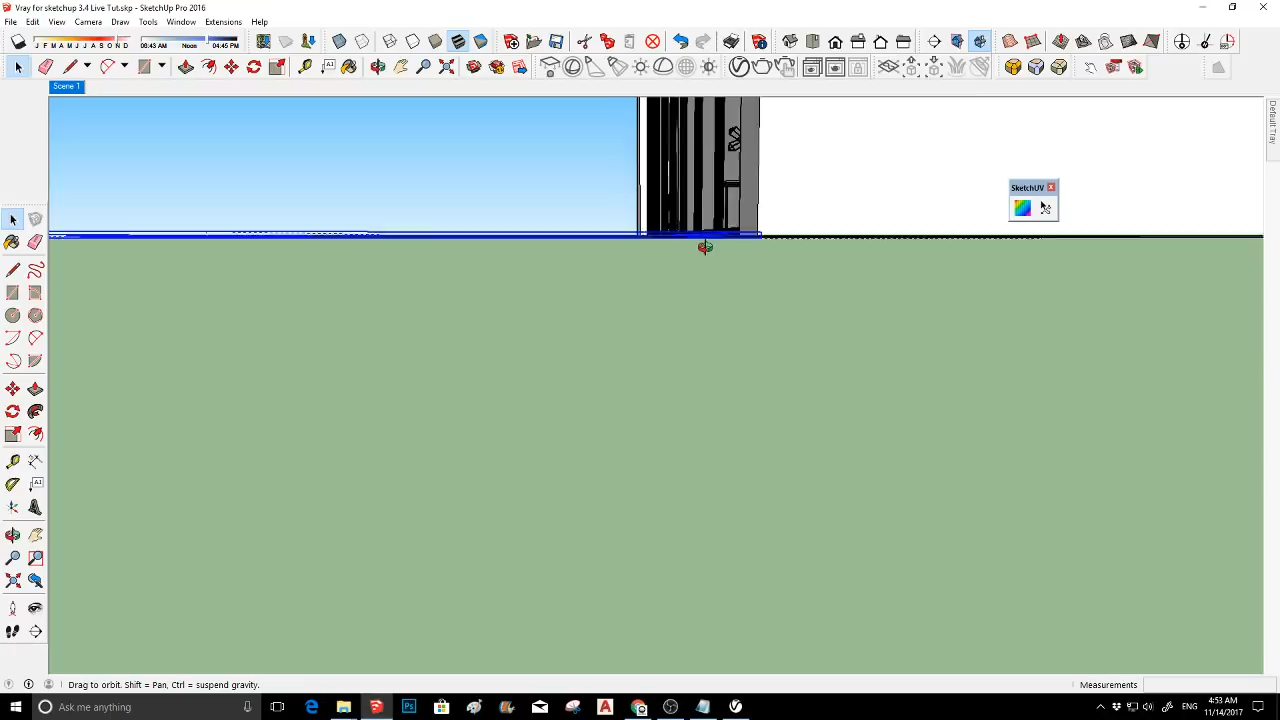 Vray for sketchup 3.4 Live Tut.skp - SketchUp Pro 2016
File Edit View Camera Draw Tools Window Extensions Help
J F M A M J J A S O N D 06:43 AM Noon 04:45 PM
Scene 1
Default Tray
SketchUV
Drag to orbit. Shift = Pan, Ctrl = suspend gravity.
Measurements
Ask me anything
ENG
4:53 AM
11/14/2017